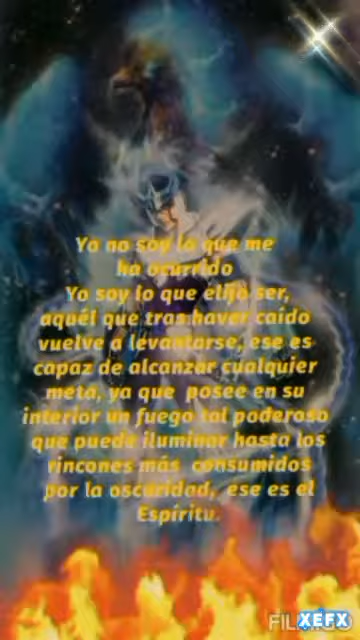 Yo no soy lo que me
ha ocurrido
Yo soy lo que elijo ser,
aquél que tras haver caído
vuelve a levantarse, ese es
capaz de alcanzar cualquier
meta, ya que posee en su
interior un fuego tal poderoso
que puede iluminar hasta los
rincones más consumidos
por la oscuridad, ese es el
Espíritu.
XEFX